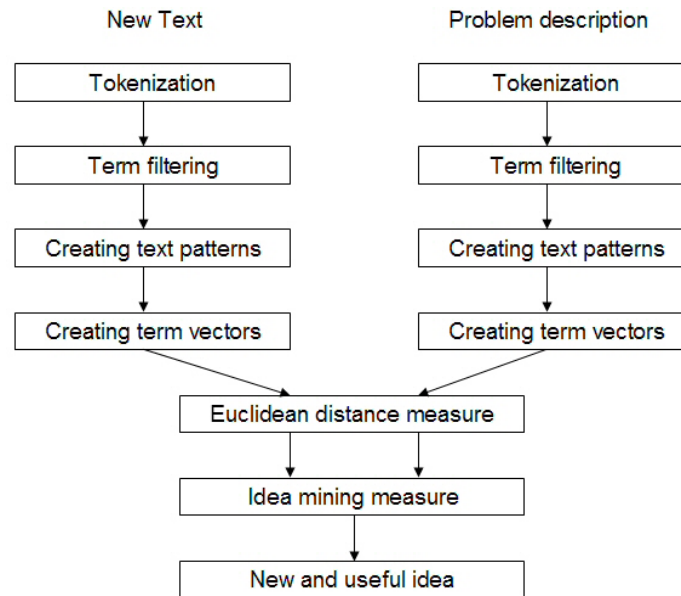 New Text
Problem description
Tokenization
Tokenization
Term filtering
Term filtering
Creating text patterns
Creating text patterns
Creating term vectors
Creating term vectors
Euclidean distance measure
Idea mining measure
New and useful idea